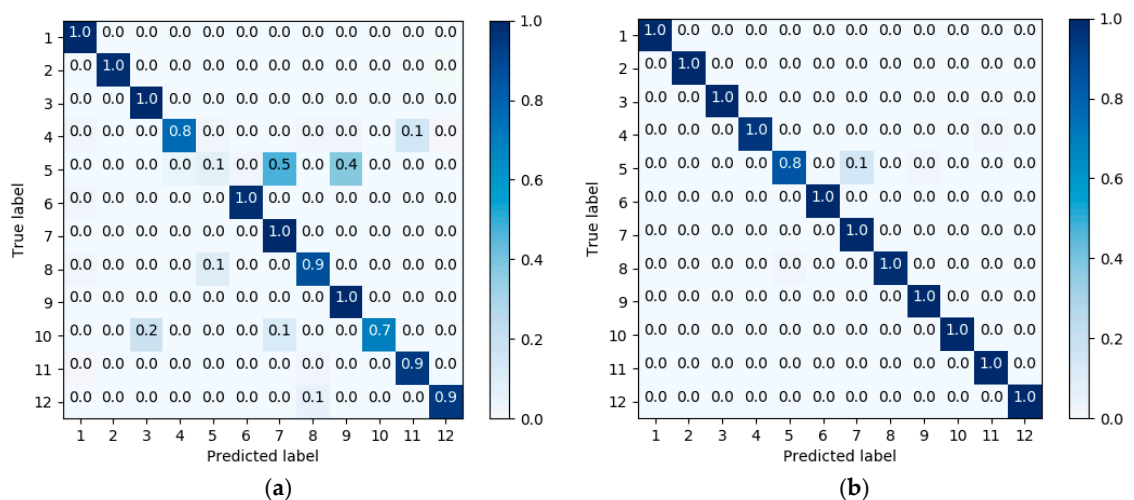 1 1.0 0.0 0.0 0.0 0.0 0.0 0.0 0.0 0.0 0.0 0.0 0.0
2 0.0 1.0 0.0 0.0 0.0 0.0 0.0 0.0 0.0 0.0 0.0 0.0
3 0.0 0.0 1.0 0.0 0.0 0.0 0.0 0.0 0.0 0.0 0.0 0.0
4 0.0 0.0 0.0 0.8 0.0 0.0 0.0 0.0 0.0 0.0 0.1 0.0
5 0.0 0.0 0.0 0.0 0.1 0.0 0.5 0.0 0.4 0.0 0.0 0.0
6 0.0 0.0 0.0 0.0 0.0 1.0 0.0 0.0 0.0 0.0 0.0 0.0
7 0.0 0.0 0.0 0.0 0.0 0.0 1.0 0.0 0.0 0.0 0.0 0.0
8 0.0 0.0 0.0 0.0 0.1 0.0 0.0 0.9 0.0 0.0 0.0 0.0
9 0.0 0.0 0.0 0.0 0.0 0.0 0.0 0.0 1.0 0.0 0.0 0.0
10 0.0 0.0 0.2 0.0 0.0 0.0 0.1 0.0 0.0 0.7 0.0 0.0
11 0.0 0.0 0.0 0.0 0.0 0.0 0.0 0.0 0.0 0.0 0.9 0.0
12 0.0 0.0 0.0 0.0 0.0 0.0 0.0 0.1 0.0 0.0 0.0 0.9
1 2 3 4 5 6 7 8 9 10 11 12
True label
Predicted label
1.0
0.8
0.6
0.4
0.2
0.0
(a)
1 1.0 0.0 0.0 0.0 0.0 0.0 0.0 0.0 0.0 0.0 0.0 0.0
2 0.0 1.0 0.0 0.0 0.0 0.0 0.0 0.0 0.0 0.0 0.0 0.0
3 0.0 0.0 1.0 0.0 0.0 0.0 0.0 0.0 0.0 0.0 0.0 0.0
4 0.0 0.0 0.0 1.0 0.0 0.0 0.0 0.0 0.0 0.0 0.0 0.0
5 0.0 0.0 0.0 0.0 0.8 0.0 0.1 0.0 0.0 0.0 0.0 0.0
6 0.0 0.0 0.0 0.0 0.0 1.0 0.0 0.0 0.0 0.0 0.0 0.0
7 0.0 0.0 0.0 0.0 0.0 0.0 1.0 0.0 0.0 0.0 0.0 0.0
8 0.0 0.0 0.0 0.0 0.0 0.0 0.0 1.0 0.0 0.0 0.0 0.0
9 0.0 0.0 0.0 0.0 0.0 0.0 0.0 0.0 1.0 0.0 0.0 0.0
10 0.0 0.0 0.0 0.0 0.0 0.0 0.0 0.0 0.0 1.0 0.0 0.0
11 0.0 0.0 0.0 0.0 0.0 0.0 0.0 0.0 0.0 0.0 1.0 0.0
12 0.0 0.0 0.0 0.0 0.0 0.0 0.0 0.0 0.0 0.0 0.0 1.0
1 2 3 4 5 6 7 8 9 10 11 12
True label
Predicted label
1.0
0.8
0.6
0.4
0.2
0.0
(b)